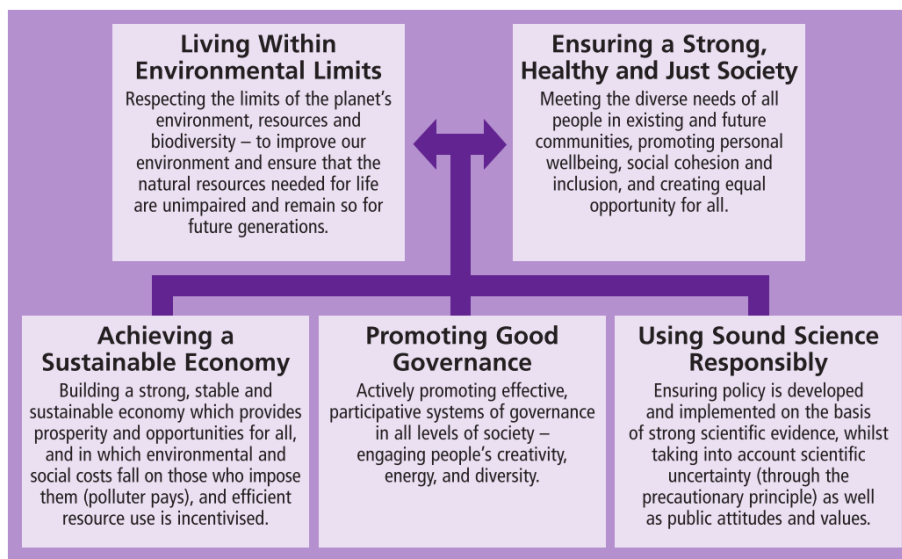 Living Within
Environmental Limits
Respecting the limits of the planet’s
environment, resources and
biodiversity – to improve our
environment and ensure that the
natural resources needed for life
are unimpaired and remain so for
future generations.
Ensuring a Strong,
Healthy and Just Society
Meeting the diverse needs of all
people in existing and future
communities, promoting personal
wellbeing, social cohesion and
inclusion, and creating equal
opportunity for all.
Achieving a
Sustainable Economy
Building a strong, stable and
sustainable economy which provides
prosperity and opportunities for all,
and in which environmental and
social costs fall on those who impose
them (polluter pays), and efficient
resource use is incentivised.
Promoting Good
Governance
Actively promoting effective,
participative systems of governance
in all levels of society –
engaging people’s creativity,
energy, and diversity.
Using Sound Science
Responsibly
Ensuring policy is developed
and implemented on the basis
of strong scientific evidence, whilst
taking into account scientific
uncertainty (through the
precautionary principle) as well
as public attitudes and values.